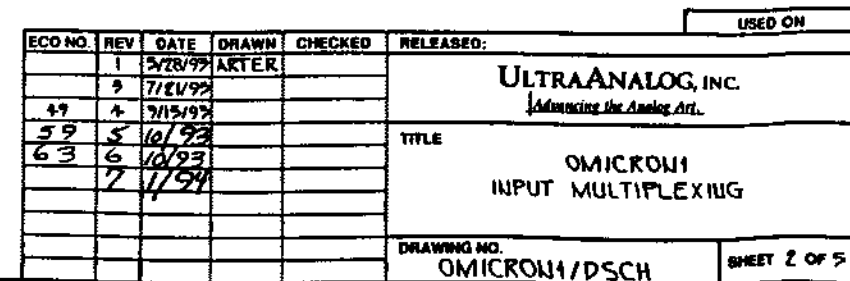 USED ON
ECO NO. REV DATE DRAWN CHECKED RELEASED:
1 5/28/93 ARTER
7/21/93
49 4 9/15/93
59 5 10/93
63 6 10/93
7 1/94
ULTRAANALOG, INC.
Advancing the Analog Art.
TITLE
OMICRON1
INPUT MULTIPLEXING
DRAWING NO.
OMICRON1/DSCH
SHEET 2 OF 5